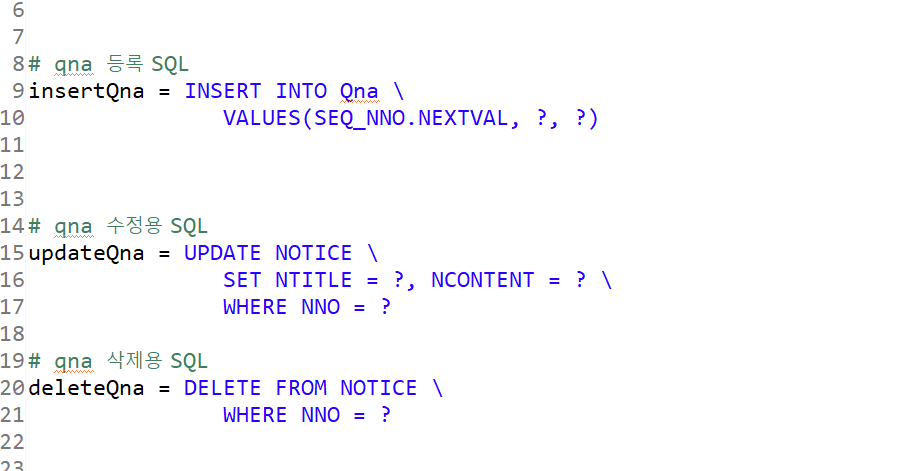 6
7
8# qna 등록 SQL
9insertQna = INSERT INTO Qna \
10 VALUES(SEQ_NNO.NEXTVAL, ?, ?)
11
12
13
14# qna 수정용 SQL
15updateQna = UPDATE NOTICE \
16 SET NTITLE = ?, NCONTENT = ? \
17 WHERE NNO = ?
18
19# qna 삭제용 SQL
20deleteQna = DELETE FROM NOTICE \
21 WHERE NNO = ?
22
23